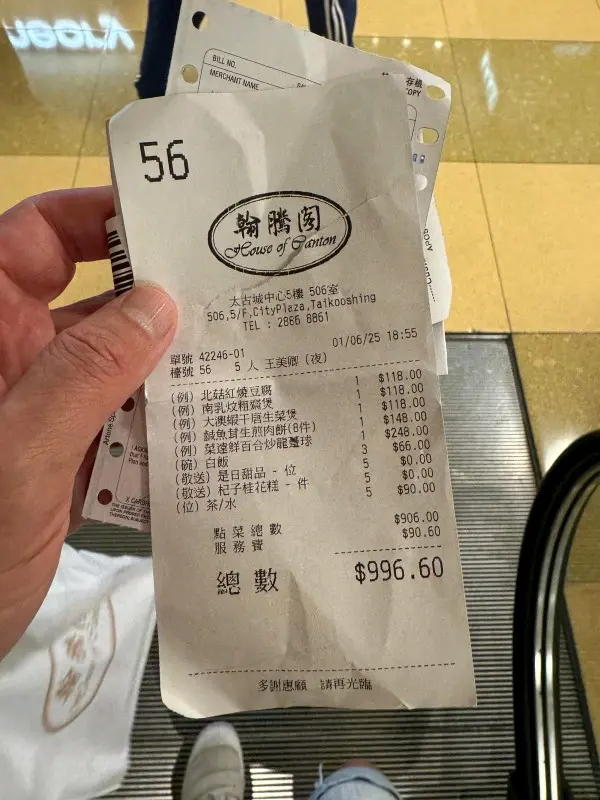 BILL NO.
MERCHANT NAME
存根
COPY
56
翰騰閣
House of Canton
太古城中心5樓 506室
506,5/F,CityPlaza,Taikooshing
TEL : 2886 8861
單號 42246-01 01/06/25 18:55
檯號 56 5 人 王美卿 (夜)
(例) 北菇紅燒豆腐 1 $118.00
(例) 南乳炆粗齋煲 1 $118.00
(例) 大澳蝦干唐生菜煲 1 $118.00
(例) 鹹魚茸生煎肉餅(8件) 1 $148.00
(例) 菜遠鮮百合炒龍躉球 1 $248.00
(碗) 白飯 3 $66.00
(敬送) 是日甜品 - 位 5 $0.00
(敬送) 杞子桂花糕 - 件 5 $0.00
(位) 茶/水 5 $90.00
點菜總數 $906.00
服務費 $90.60
總數 $996.60
多謝惠顧 請再光臨